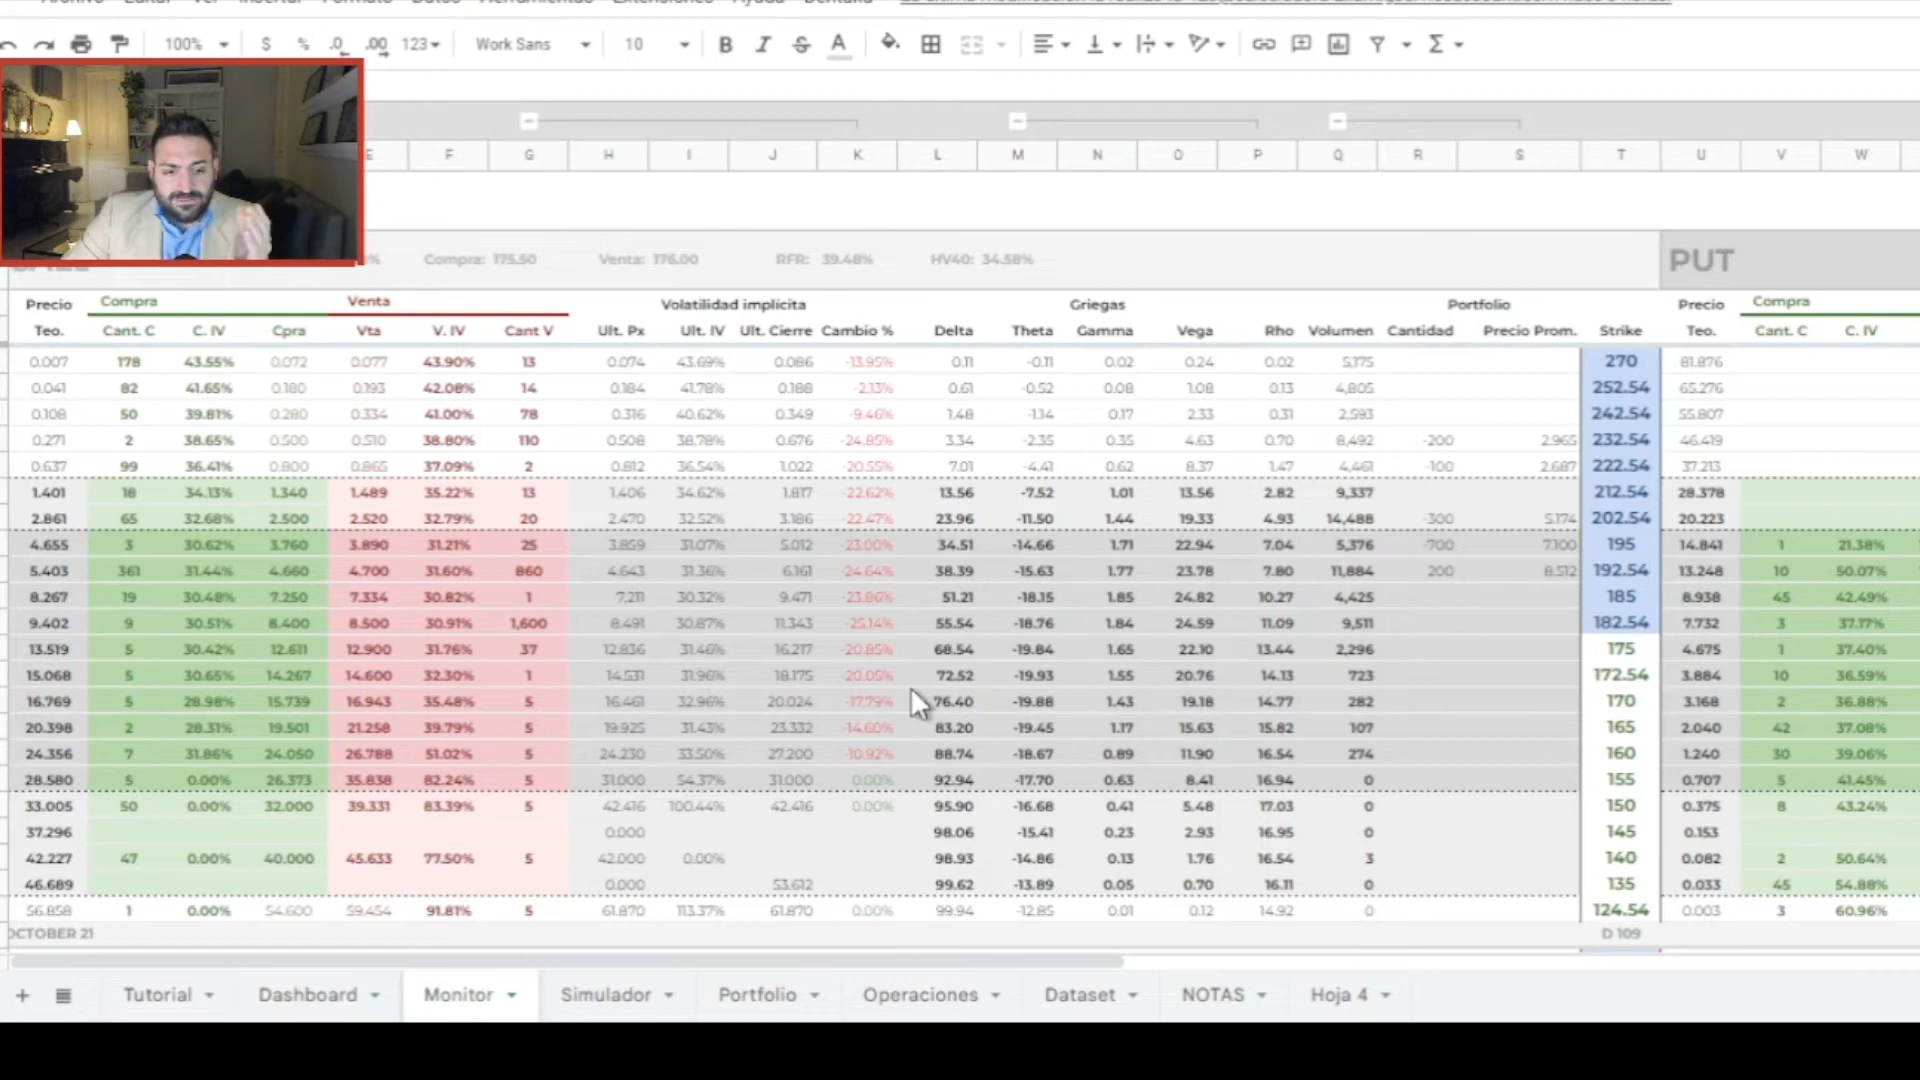 100% $ % .0 .00 123 Work Sans 10 B I S A
E F G H I J K L M N O P Q R S T U V W
Compra: 175.50 Venta: 176.00 RFR: 39.48% HV40: 34.58% PUT
Precio Compra Venta Volatilidad implícita Griegas Portfolio Precio Compra
Teo. Cant. C C. IV Cpra Vta V. IV Cant V Ult. Px Ult. IV Ult. Cierre Cambio % Delta Theta Gamma Vega Rho Volumen Cantidad Precio Prom. Strike Teo. Cant. C C. IV
0.007 178 43.55% 0.072 0.077 43.90% 13 0.074 43.69% 0.086 -13.95% 0.11 -0.11 0.02 0.24 0.02 5,175 270 81.876
0.041 82 41.65% 0.180 0.193 42.08% 14 0.184 41.78% 0.188 -2.13% 0.61 -0.52 0.08 1.08 0.13 4,805 252.54 65.276
0.108 50 39.81% 0.280 0.334 41.00% 78 0.316 40.62% 0.349 -9.46% 1.48 -1.14 0.17 2.33 0.31 2,593 242.54 55.807
0.271 2 38.65% 0.500 0.510 38.80% 110 0.508 38.78% 0.676 -24.85% 3.34 -2.35 0.35 4.63 0.70 8,492 -200 2.965 232.54 46.419
0.637 99 36.41% 0.800 0.865 37.09% 2 0.812 36.54% 1.022 -20.55% 7.01 -4.41 0.62 8.37 1.47 4,461 -100 2.687 222.54 37.213
1.401 18 34.13% 1.340 1.489 35.22% 13 1.406 34.62% 1.817 -22.62% 13.56 -7.52 1.01 13.56 2.82 9,337 212.54 28.378
2.861 65 32.68% 2.500 2.520 32.79% 20 2.470 32.52% 3.186 -22.47% 23.96 -11.50 1.44 19.33 4.93 14,488 -300 5.174 202.54 20.223
4.655 3 30.62% 3.760 3.890 31.21% 25 3.859 31.07% 5.012 -23.00% 34.51 -14.66 1.71 22.94 7.04 5,376 -700 7.100 195 14.841 1 21.38%
5.403 361 31.44% 4.660 4.700 31.60% 860 4.643 31.36% 6.161 -24.64% 38.39 -15.63 1.77 23.78 7.80 11,884 200 8.512 192.54 13.248 10 50.07%
8.267 19 30.48% 7.250 7.334 30.82% 1 7.211 30.32% 9.471 -23.86% 51.21 -18.15 1.85 24.82 10.27 4,425 185 8.938 45 42.49%
9.402 9 30.51% 8.400 8.500 30.91% 1,600 8.491 30.87% 11.343 -25.14% 55.54 -18.76 1.84 24.59 11.09 9,511 182.54 7.732 3 37.17%
13.519 5 30.42% 12.611 12.900 31.76% 37 12.836 31.46% 16.217 -20.85% 68.54 -19.84 1.65 22.10 13.44 2,296 175 4.675 1 37.40%
15.068 5 30.65% 14.267 14.600 32.30% 1 14.531 31.96% 18.175 -20.05% 72.52 -19.93 1.55 20.76 14.13 723 172.54 3.884 10 36.59%
16.769 5 28.98% 15.739 16.943 35.48% 5 16.461 32.96% 20.024 -17.79% 76.40 -19.88 1.43 19.18 14.77 282 170 3.168 2 36.88%
20.398 2 28.31% 19.501 21.258 39.79% 5 19.925 31.43% 23.332 -14.60% 83.20 -19.45 1.17 15.63 15.82 107 165 2.040 42 37.08%
24.356 7 31.86% 24.050 26.788 51.02% 5 24.230 33.50% 27.200 -10.92% 88.74 -18.67 0.89 11.90 16.54 274 160 1.240 30 39.06%
28.580 5 0.00% 26.373 35.838 82.24% 5 31.000 54.37% 31.000 0.00% 92.94 -17.70 0.63 8.41 16.94 0 155 0.707 5 41.45%
33.005 50 0.00% 32.000 39.331 83.39% 5 42.416 100.44% 42.416 0.00% 95.90 -16.68 0.41 5.48 17.03 0 150 0.375 8 43.24%
37.296 0.000 98.06 -15.41 0.23 2.93 16.95 0 145 0.153
42.227 47 0.00% 40.000 45.633 77.50% 5 42.000 0.00% 98.93 -14.86 0.13 1.76 16.54 3 140 0.082 2 50.64%
46.689 0.000 53.612 99.62 -13.89 0.05 0.70 16.11 0 135 0.033 45 54.88%
56.858 1 0.00% 54.600 59.454 91.81% 5 61.870 113.37% 61.870 0.00% 99.94 -12.85 0.01 0.12 14.92 0 124.54 0.003 3 60.96%
OCTOBER 21 D 109
+ Tutorial Dashboard Monitor Simulador Portfolio Operaciones Dataset NOTAS Hoja 4